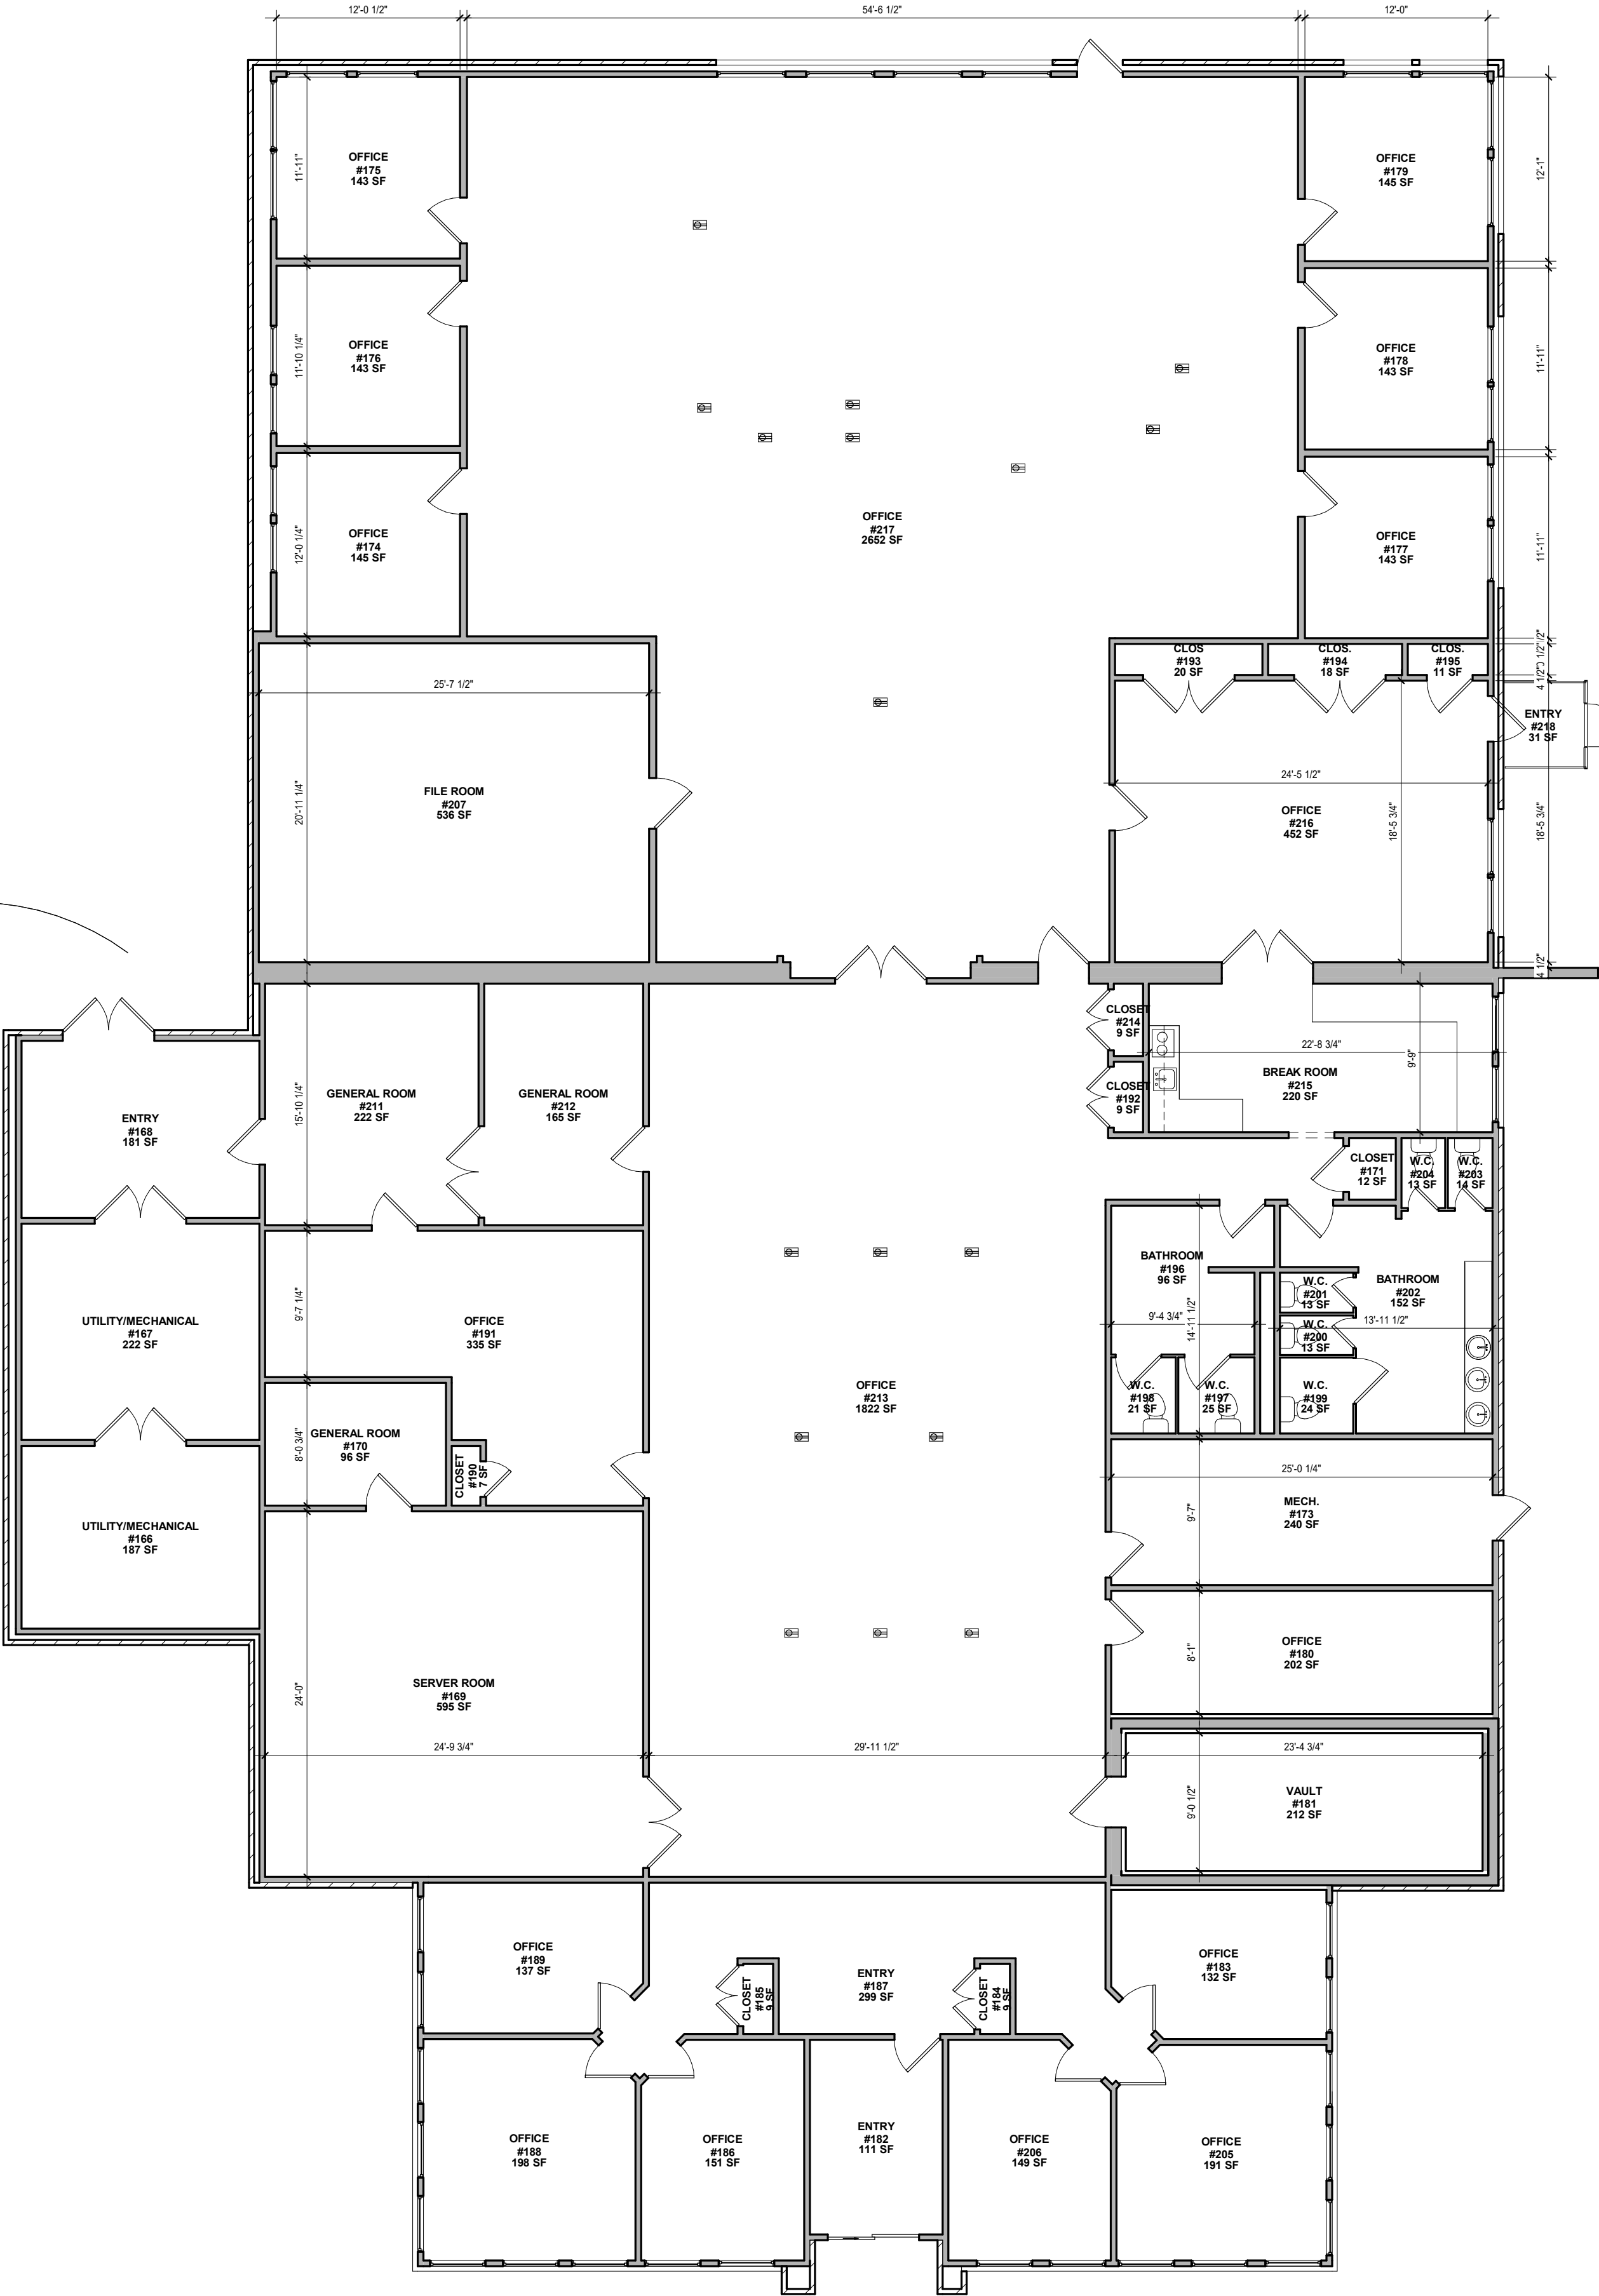 12'-0 1/2"
54'-6 1/2"
12'-0"
OFFICE
#175
143 SF
11'-11"
OFFICE
#179
145 SF
12'-1"
OFFICE
#176
143 SF
11'-10 1/4"
OFFICE
#178
143 SF
11'-11"
OFFICE
#217
2652 SF
OFFICE
#174
145 SF
12'-0 1/4"
OFFICE
#177
143 SF
11'-11"
CLOS
#193
20 SF
CLOS.
#194
18 SF
CLOS.
#195
11 SF
4 1/2"
25'-7 1/2"
ENTRY
#218
31 SF
24'-5 1/2"
FILE ROOM
#207
536 SF
20'-11 1/4"
OFFICE
#216
452 SF
18'-5 3/4"
18'-5 3/4"
4 1/2"
CLOSET
#214
9 SF
22'-8 3/4"
9'-9"
BREAK ROOM
#215
220 SF
CLOSET
#192
9 SF
ENTRY
#168
181 SF
GENERAL ROOM
#211
222 SF
15'-10 1/4"
GENERAL ROOM
#212
165 SF
CLOSET
#171
12 SF
W.C.
#204
13 SF
W.C.
#203
14 SF
BATHROOM
#196
96 SF
9'-4 3/4"
14'-11 1/2"
W.C.
#201
13 SF
BATHROOM
#202
152 SF
W.C.
#200
13 SF
13'-11 1/2"
UTILITY/MECHANICAL
#167
222 SF
9'-7 1/4"
OFFICE
#191
335 SF
OFFICE
#213
1822 SF
W.C.
#198
21 SF
W.C.
#197
25 SF
W.C.
#199
24 SF
GENERAL ROOM
#170
96 SF
8'-0 3/4"
CLOSET
#190
7 SF
25'-0 1/4"
MECH.
#173
240 SF
9'-7"
UTILITY/MECHANICAL
#166
187 SF
OFFICE
#180
202 SF
8'-1"
SERVER ROOM
#169
595 SF
24'-0"
24'-9 3/4"
29'-11 1/2"
23'-4 3/4"
VAULT
#181
212 SF
9'-0 1/2"
OFFICE
#189
137 SF
CLOSET
#185
9 SF
ENTRY
#187
299 SF
CLOSET
#184
9 SF
OFFICE
#183
132 SF
OFFICE
#188
198 SF
OFFICE
#186
151 SF
ENTRY
#182
111 SF
OFFICE
#206
149 SF
OFFICE
#205
191 SF